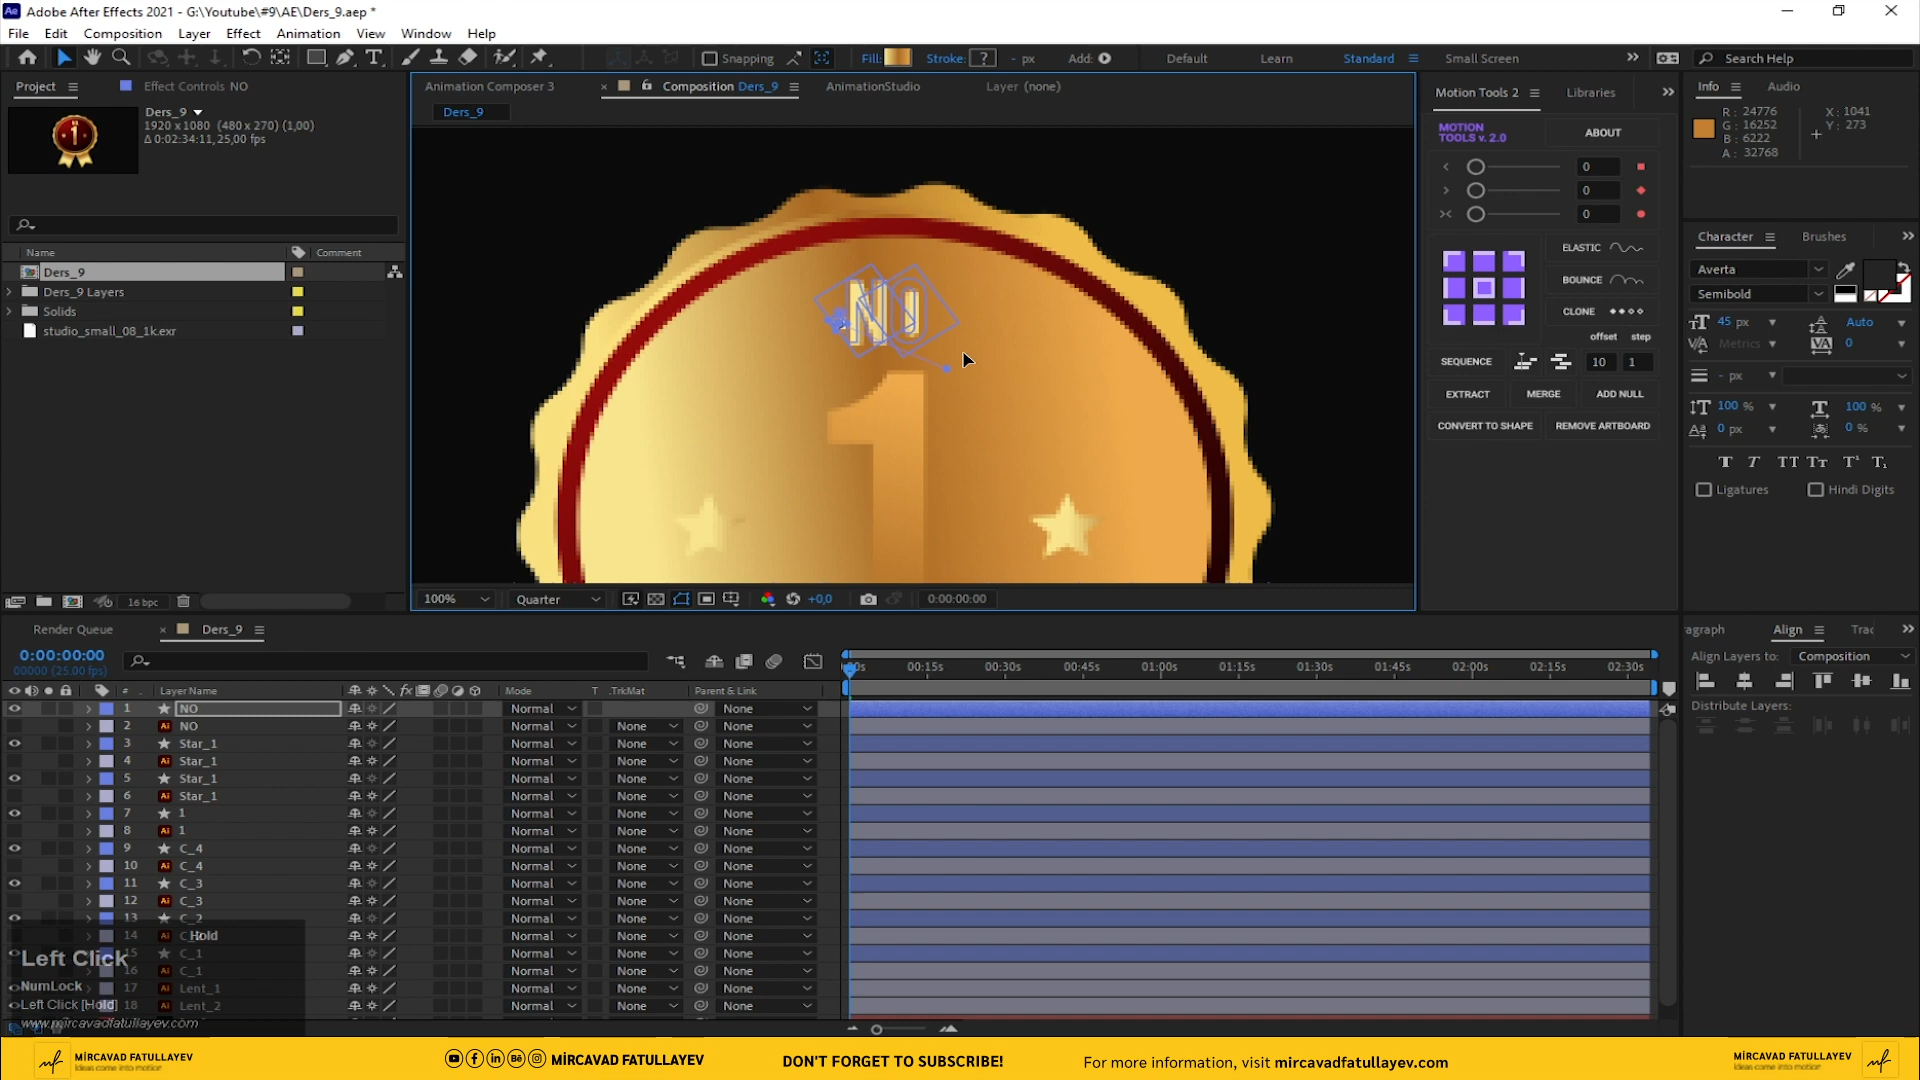 Adobe After Effects 2021 - G:\Youtube\#9\AE\Ders_9.aep *
File Edit Composition Layer Effect Animation View Window Help
Snapping Fill: Stroke: ? - px Add: Default Learn Standard Small Screen Search Help
Project Effect Controls NO
Ders_9
1920 x 1080 (480 x 270) (1,00)
Δ 0:02:34:11, 25,00 fps
Name Comment
Ders_9
Ders_9 Layers
Solids
studio_small_08_1k.exr
16 bpc
Animation Composer 3 Composition Ders_9 AnimationStudio Layer (none)
Ders_9
NO
1
100% Quarter +0,0 0:00:00:00
Motion Tools 2 Libraries
MOTION TOOLS v. 2.0 ABOUT
0
0
0
ELASTIC
BOUNCE
CLONE
offset step
SEQUENCE 10 1
EXTRACT MERGE ADD NULL
CONVERT TO SHAPE REMOVE ARTBOARD
Info Audio
R: 24776 X: 1041
G: 16252 Y: 273
B: 6222
A: 32768
Character Brushes
Averta
Semibold
45 px Auto
Metrics 0
- px
100 % 100 %
0 px 0 %
Ligatures Hindi Digits
Render Queue Ders_9
0:00:00:00
00000 (25.00 fps)
00s 00:15s 00:30s 00:45s 01:00s 01:15s 01:30s 01:45s 02:00s 02:15s 02:30s
# Layer Name Mode T .TrkMat Parent & Link
1 NO Normal None
2 NO Normal None None
3 Star_1 Normal None None
4 Star_1 Normal None None
5 Star_1 Normal None None
6 Star_1 Normal None None
7 1 Normal None None
8 1 Normal None None
9 C_4 Normal None None
10 C_4 Normal None None
11 C_3 Normal None None
12 C_3 Normal None None
13 C_2 Normal None None
14 Normal None None
15 C_1 Normal None None
16 C_1 Normal None None
17 Lent_1 Normal None None
18 Lent_2 Normal None None
Hold
Left Click
NumLock
Left Click [Hold]
www.mircavadfatullayev.com
ragraph Align Trac
Align Layers to: Composition
Distribute Layers:
mf MİRCAVAD FATULLAYEV
Ideas come into motion
MİRCAVAD FATULLAYEV
DON'T FORGET TO SUBSCRIBE!
For more information, visit mircavadfatullayev.com
MİRCAVAD FATULLAYEV
Ideas come into motion
mf